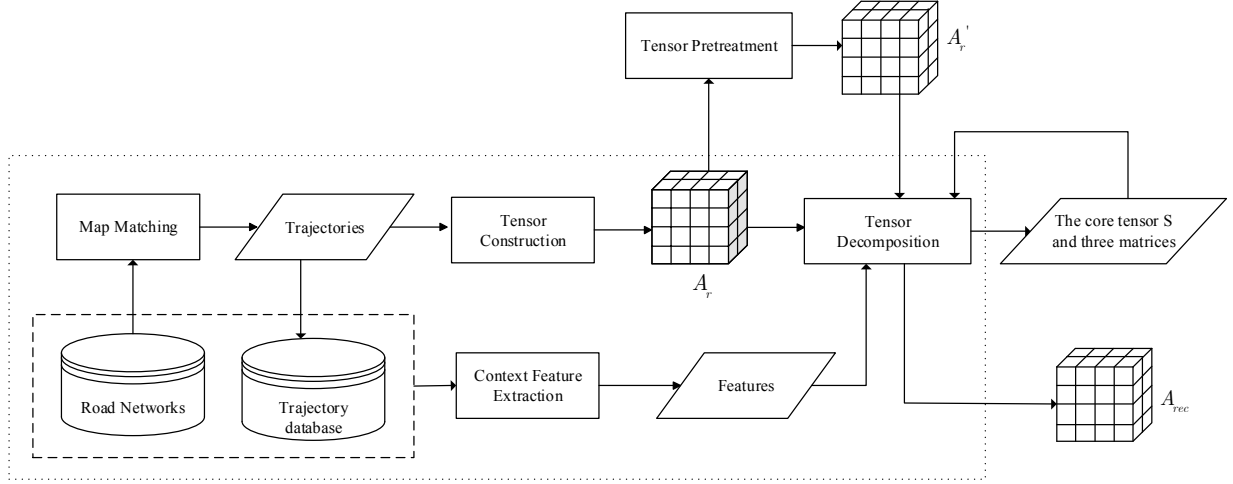 Tensor Pretreatment
A_r'
Map Matching
Trajectories
Tensor
Construction
A_r
Tensor
Decomposition
The core tensor S
and three matrices
Road Networks
Trajectory
database
Context Feature
Extraction
Features
A_rec